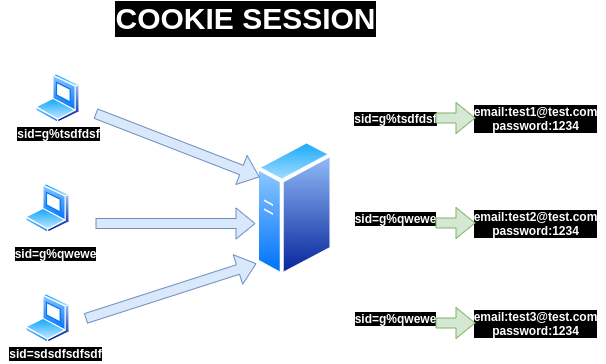 COOKIE SESSION
sid=g%tsdfdsf
sid=g%qwewe
sid=sdsdfsdfsdf
sid=g%tsdfdsf
email:test1@test.com
password:1234
sid=g%qwewe
email:test2@test.com
password:1234
sid=g%qwewe
email:test3@test.com
password:1234